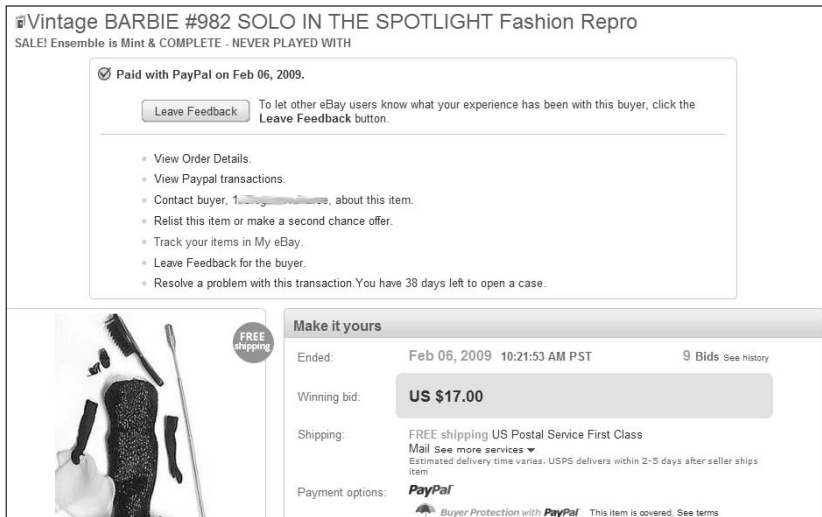 Vintage BARBIE #982 SOLO IN THE SPOTLIGHT Fashion Repro
SALE! Ensemble is Mint & COMPLETE - NEVER PLAYED WITH
Paid with PayPal on Feb 06, 2009.
Leave Feedback
To let other eBay users know what your experience has been with this buyer, click the
Leave Feedback button.
View Order Details.
View Paypal transactions.
Contact buyer, , about this item.
Relist this item or make a second chance offer.
Track your items in My eBay.
Leave Feedback for the buyer.
Resolve a problem with this transaction.You have 38 days left to open a case.
FREE
shipping
Make it yours
Ended: Feb 06, 2009 10:21:53 AM PST 9 Bids See history
Winning bid: US $17.00
Shipping: FREE shipping US Postal Service First Class
Mail See more services
Estimated delivery time varies. USPS delivers within 2-5 days after seller ships
item
Payment options: PayPal
Buyer Protection with PayPal This item is covered. See terms